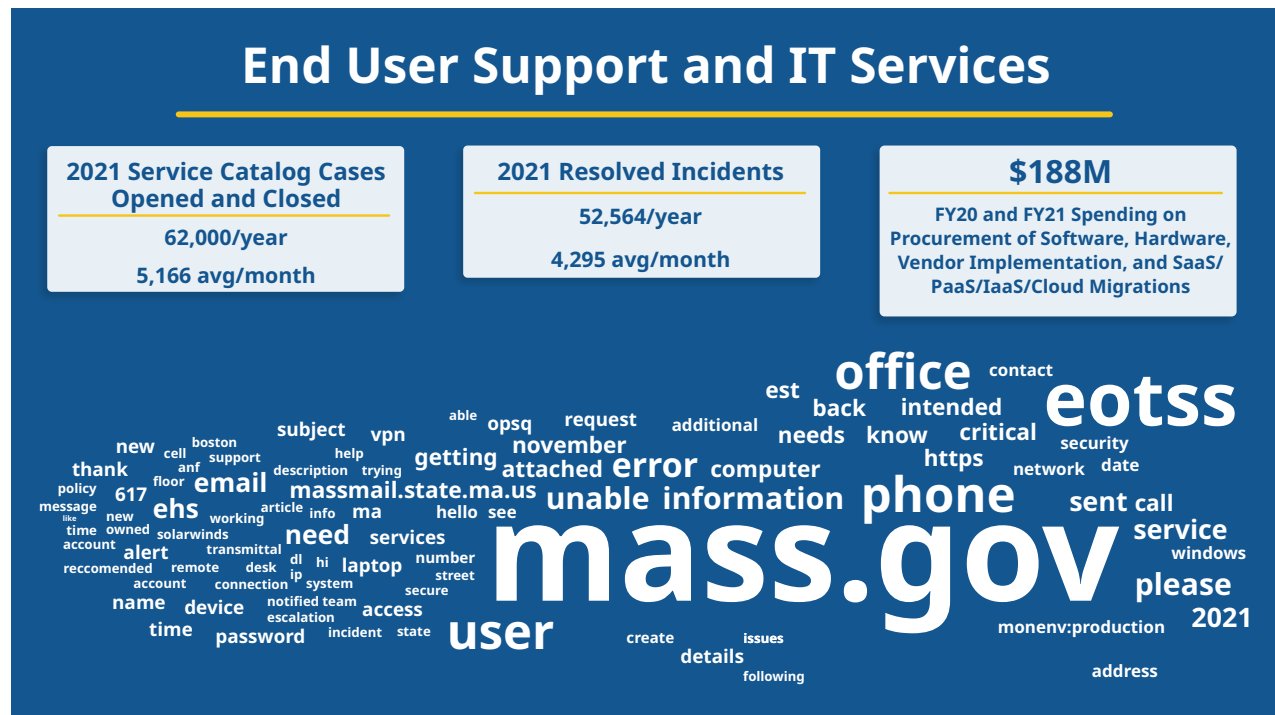 End User Support and IT Services
2021 Service Catalog Cases
Opened and Closed
62,000/year
5,166 avg/month
2021 Resolved Incidents
52,564/year
4,295 avg/month
$188M
FY20 and FY21 Spending on
Procurement of Software, Hardware,
Vendor Implementation, and SaaS/
PaaS/IaaS/Cloud Migrations
office
contact
est
eotss
back
intended
able
opsq
request
additional
subject
vpn
needs
know
critical
security
new
cell
boston
support
help
getting
november
https
network
date
thank
anf
description
trying
attached
error
computer
policy
617
floor
email
massmail.state.ma.us
unable
information
phone
sent
call
message
like
new
ehs
working
article
info
ma
hello
see
time
owned
solarwinds
need
services
mass.gov
service
account
alert
transmittal
windows
reccomended
remote
desk
dl
hi
ip
laptop
number
street
account
connection
system
secure
please
name
device
notified team
escalation
access
2021
time
password
incident
state
user
create
issues
monenv:production
details
following
address